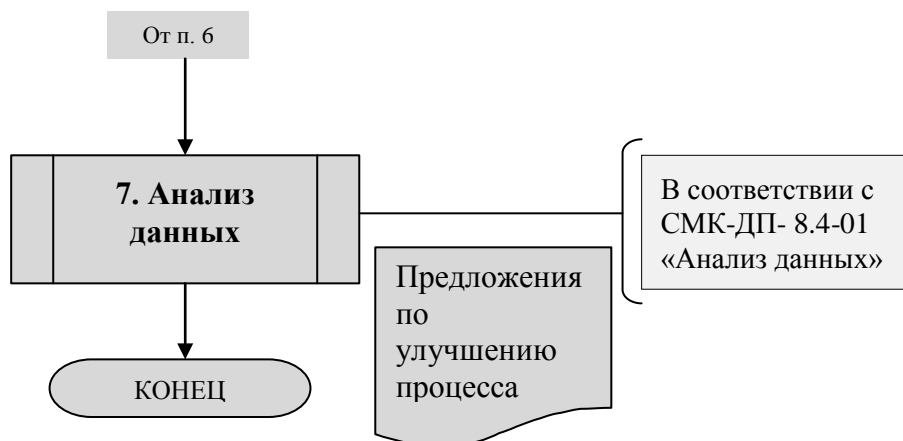 От п. 6
7. Анализ
данных
В соответствии с
СМК-ДП- 8.4-01
«Анализ данных»
Предложения
по
улучшению
процесса
КОНЕЦ